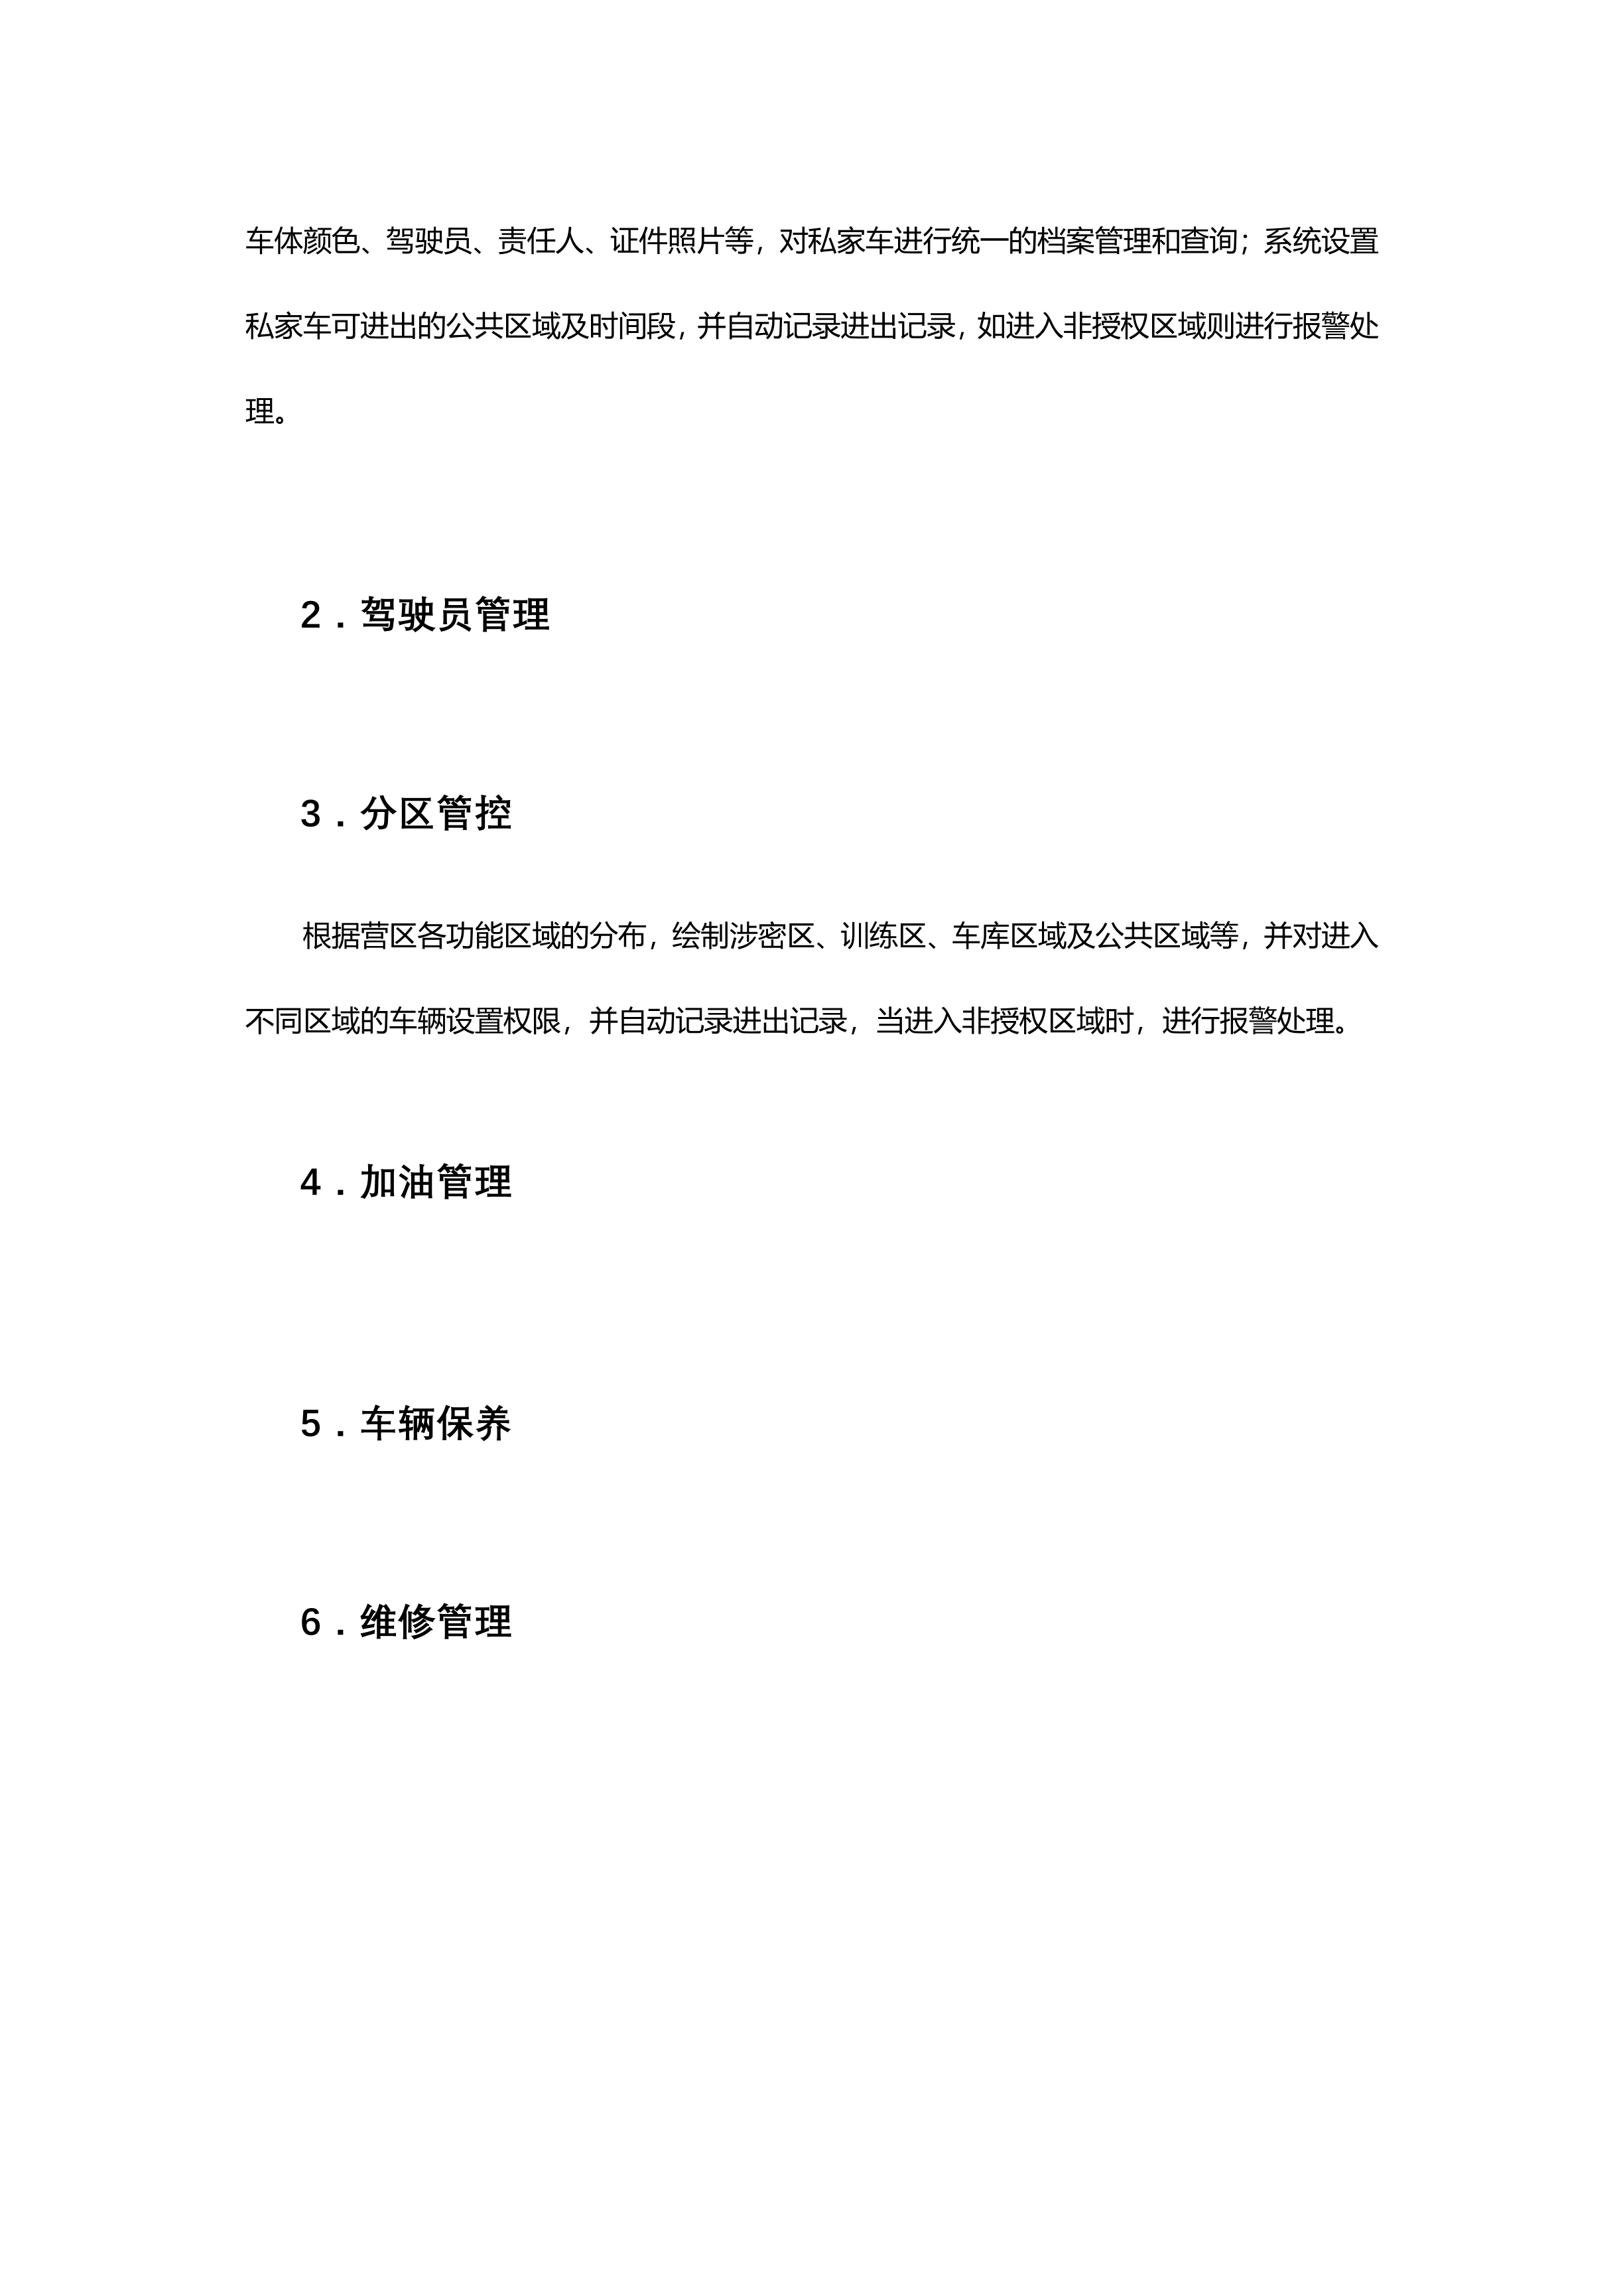 车体颜色、驾驶员、责任人、证件照片等，对私家车进行统一的档案管理和查询；系统设置
私家车可进出的公共区域及时间段，并自动记录进出记录，如进入非授权区域则进行报警处
理。
2．驾驶员管理
3．分区管控
根据营区各功能区域的分布，绘制涉密区、训练区、车库区域及公共区域等，并对进入
不同区域的车辆设置权限，并自动记录进出记录，当进入非授权区域时，进行报警处理。
4．加油管理
5．车辆保养
6．维修管理